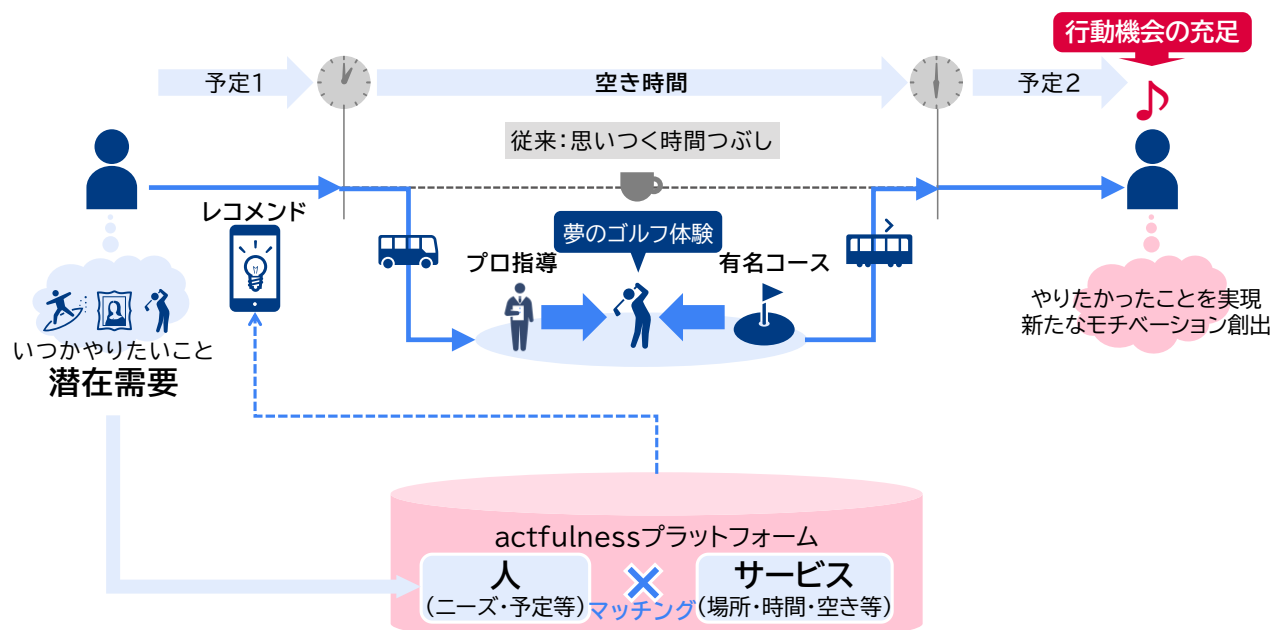 行動機会の充足
予定1
空き時間
予定2
従来：思いつく時間つぶし
レコメンド
夢のゴルフ体験
プロ指導
有名コース
いつかやりたいこと
潜在需要
やりたかったことを実現
新たなモチベーション創出
actfulnessプラットフォーム
人
（ニーズ・予定等）
マッチング
サービス
（場所・時間・空き等）